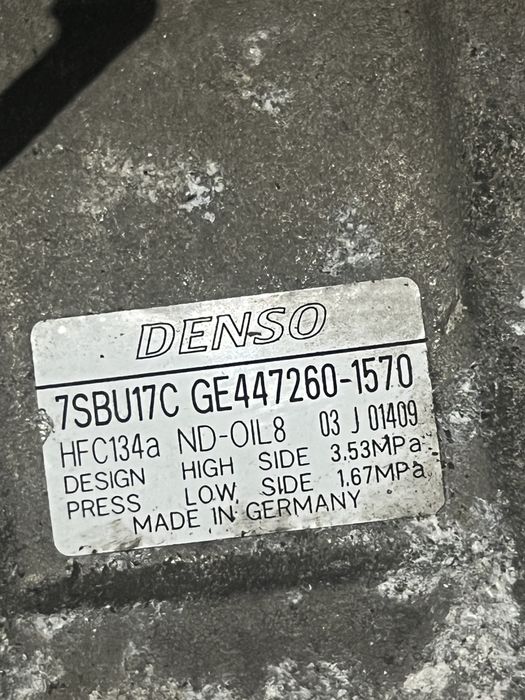 DENSO
7SBU17C GE447260-1570
HFC134a ND-OIL8 03 J 01409
DESIGN HIGH SIDE 3.53MPa
PRESS LOW SIDE 1.67MPa
MADE IN GERMANY